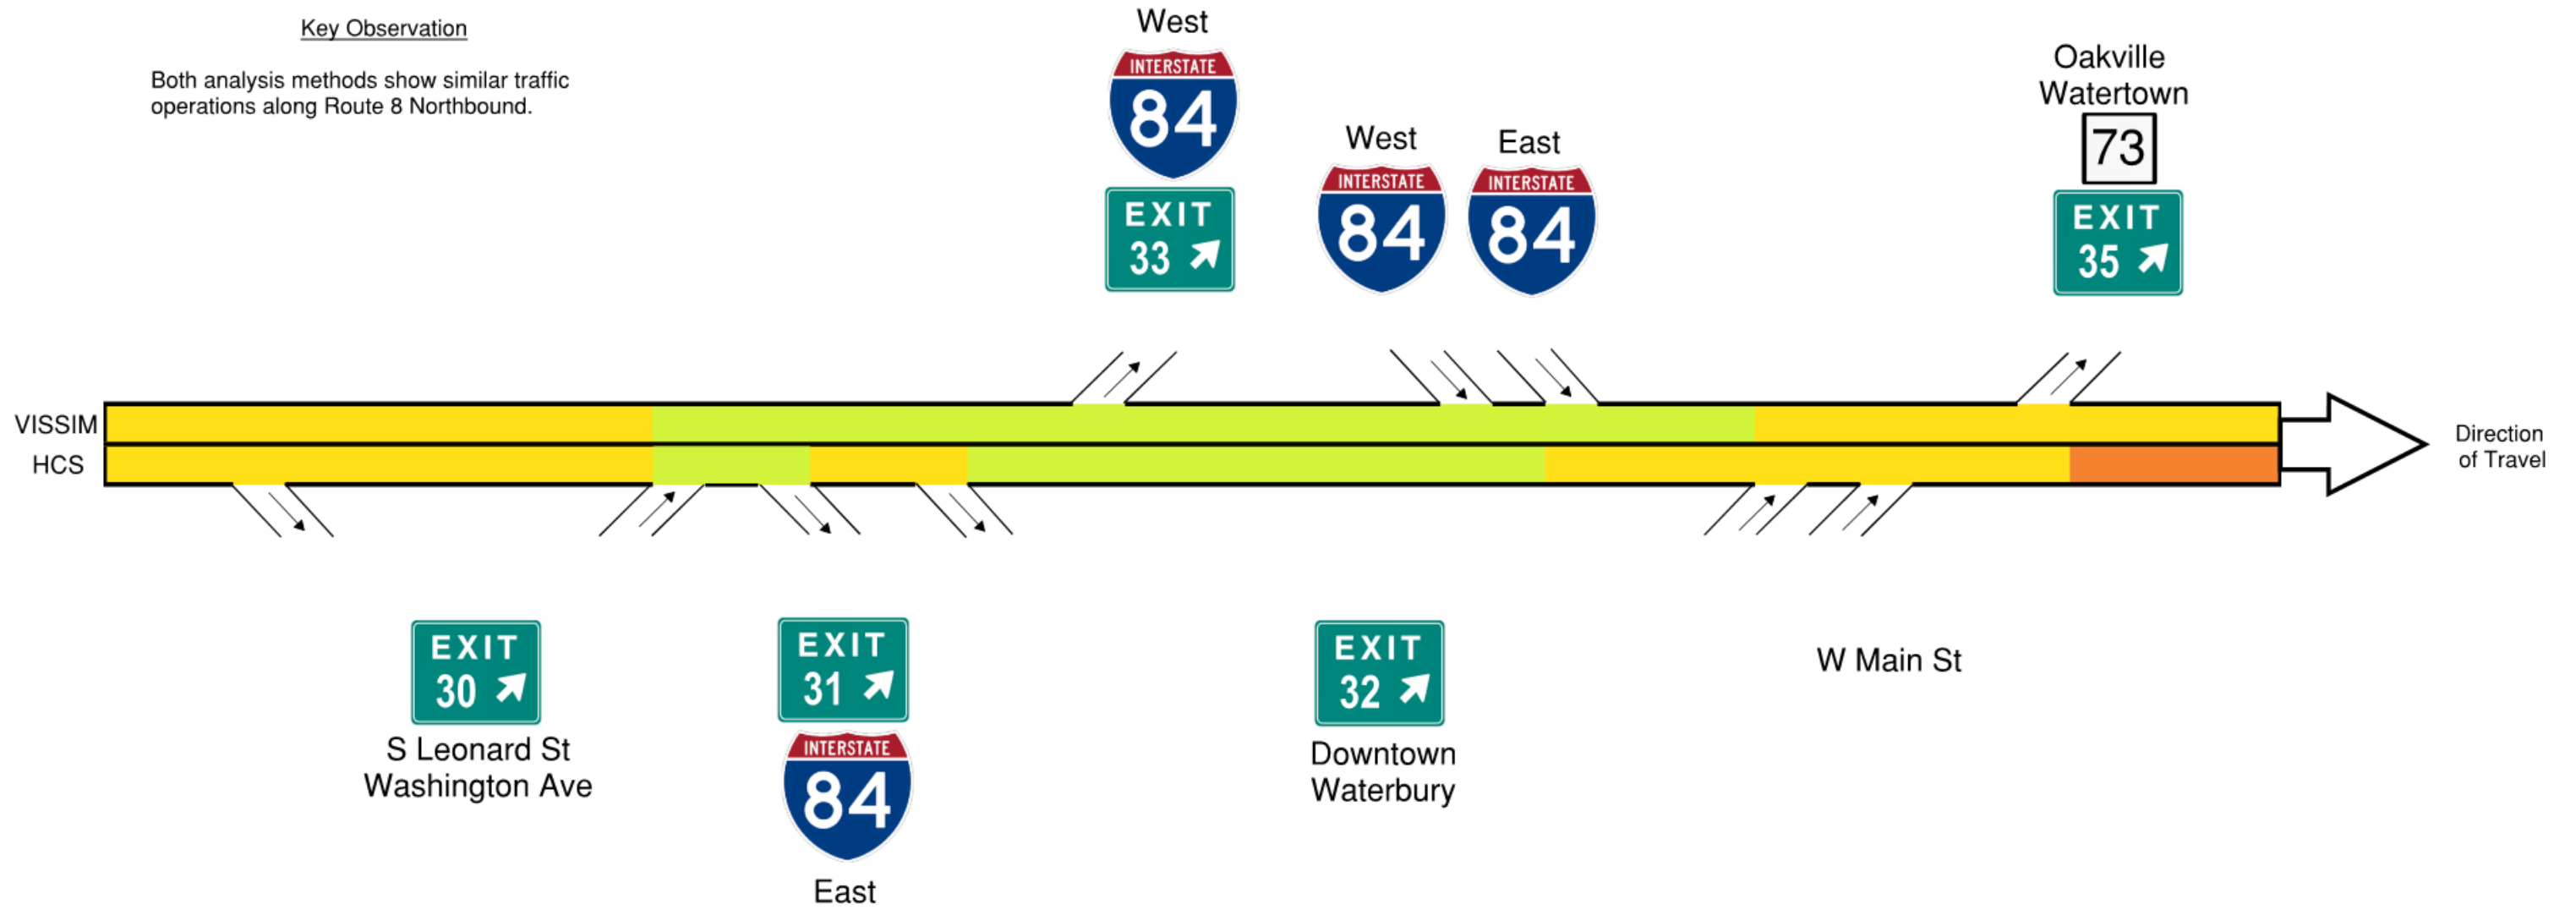 Key Observation
Both analysis methods show similar traffic
operations along Route 8 Northbound.
West
INTERSTATE
84
EXIT
33
West
INTERSTATE
84
East
INTERSTATE
84
Oakville
Watertown
73
EXIT
35
VISSIM
HCS
Direction
of Travel
EXIT
30
S Leonard St
Washington Ave
EXIT
31
INTERSTATE
84
East
EXIT
32
Downtown
Waterbury
W Main St